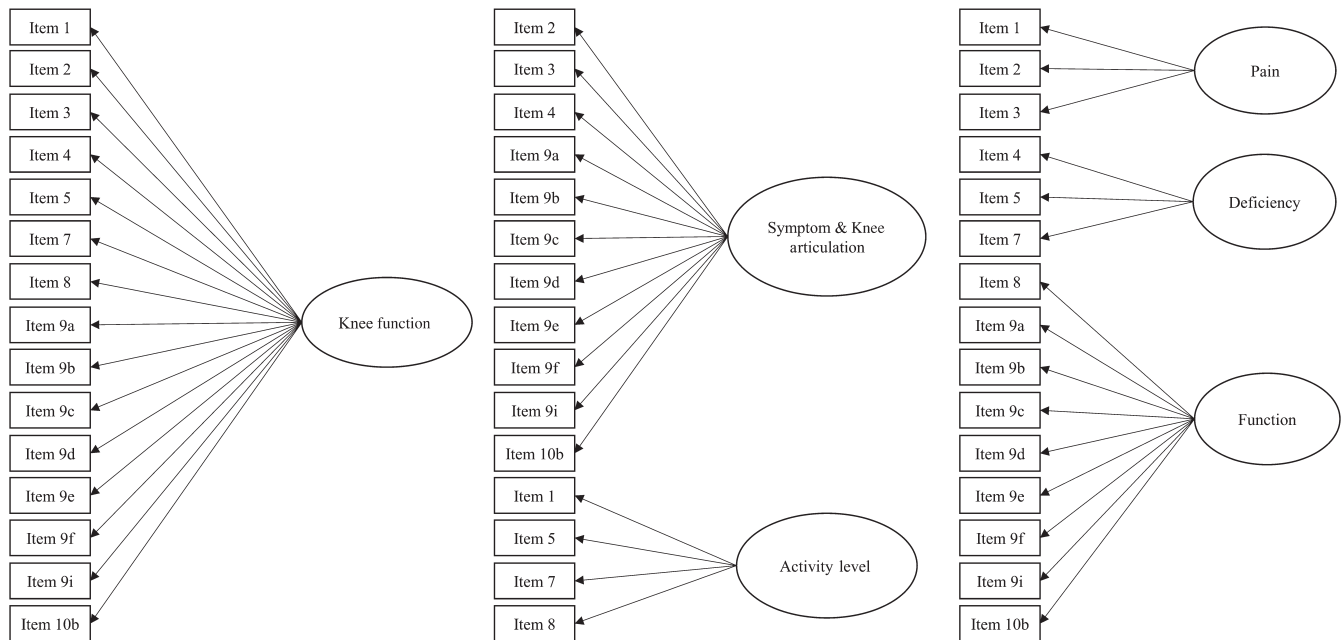 Item 1
Item 2
Item 3
Item 4
Item 5
Item 7
Item 8
Item 9a
Item 9b
Item 9c
Item 9d
Item 9e
Item 9f
Item 9i
Item 10b
Knee function
Item 2
Item 3
Item 4
Item 9a
Item 9b
Item 9c
Item 9d
Item 9e
Item 9f
Item 9i
Item 10b
Item 1
Item 5
Item 7
Item 8
Symptom & Knee
articulation
Activity level
Item 1
Item 2
Item 3
Item 4
Item 5
Item 7
Item 8
Item 9a
Item 9b
Item 9c
Item 9d
Item 9e
Item 9f
Item 9i
Item 10b
Pain
Deficiency
Function